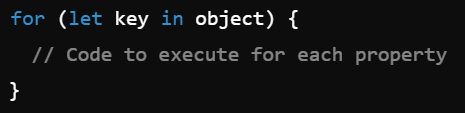 for (let key in object) {
  // Code to execute for each property
}